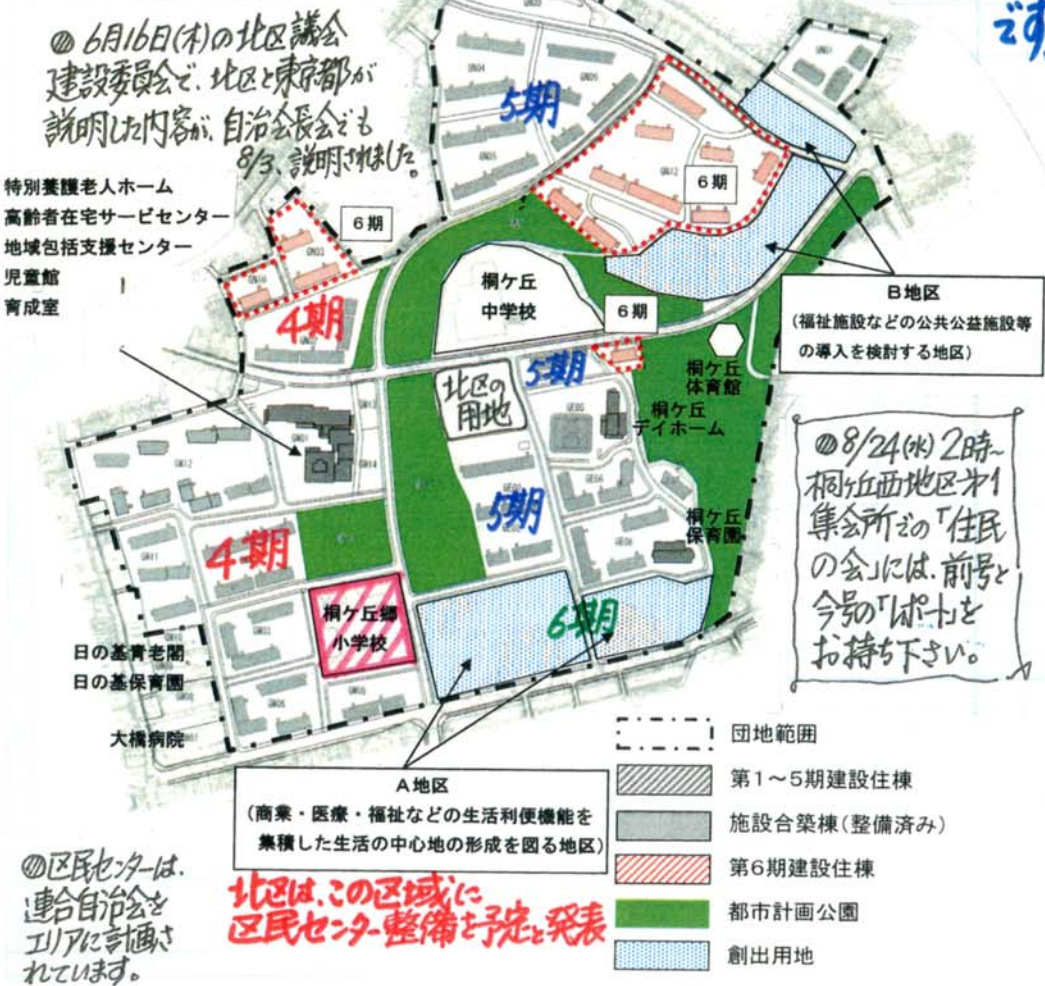 です
◎ 6月16日(木)の北区議会
建設委員会で、北区と東京都が
説明した内容が、自治会長会でも
8/3、説明されました。
特別養護老人ホーム
高齢者在宅サービセンター
地域包括支援センター
児童館
育成室
5期
6期
6期
4期
桐ケ丘
中学校
6期
B地区
(福祉施設などの公共公益施設等
の導入を検討する地区)
5期
北区の
用地
桐ケ丘
体育館
桐ケ丘
デイホーム
◎8/24(水)2時~
桐ケ丘西地区第1
集会所での「住民
の会」には、前号と
今号の「レポート」を
お持ち下さい。
5期
桐ケ丘
保育園
4期
桐ケ丘郷
小学校
6期
日の基青老閣
日の基保育園
大橋病院
A地区
(商業・医療・福祉などの生活利便機能を
集積した生活の中心地の形成を図る地区)
団地範囲
第1~5期建設住棟
施設合築棟(整備済み)
第6期建設住棟
都市計画公園
創出用地
◎区民センターは、
連合自治会を
エリアに計画さ
れています。
北区は、この区域に
区民センター整備を予定と発表